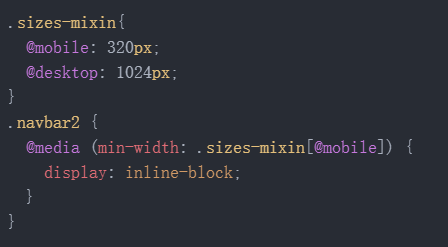 .sizes-mixin{
  @mobile: 320px;
  @desktop: 1024px;
}
.navbar2 {
  @media (min-width: .sizes-mixin[@mobile]) {
    display: inline-block;
  }
}